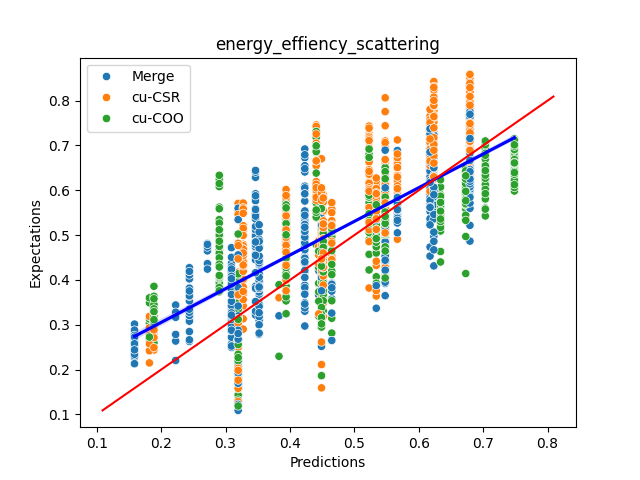 energy_effiency_scattering
Merge
cu-CSR
cu-COO
Expectations
0.8
0.7
0.6
0.5
0.4
0.3
0.2
0.1
0.1 0.2 0.3 0.4 0.5 0.6 0.7 0.8
Predictions